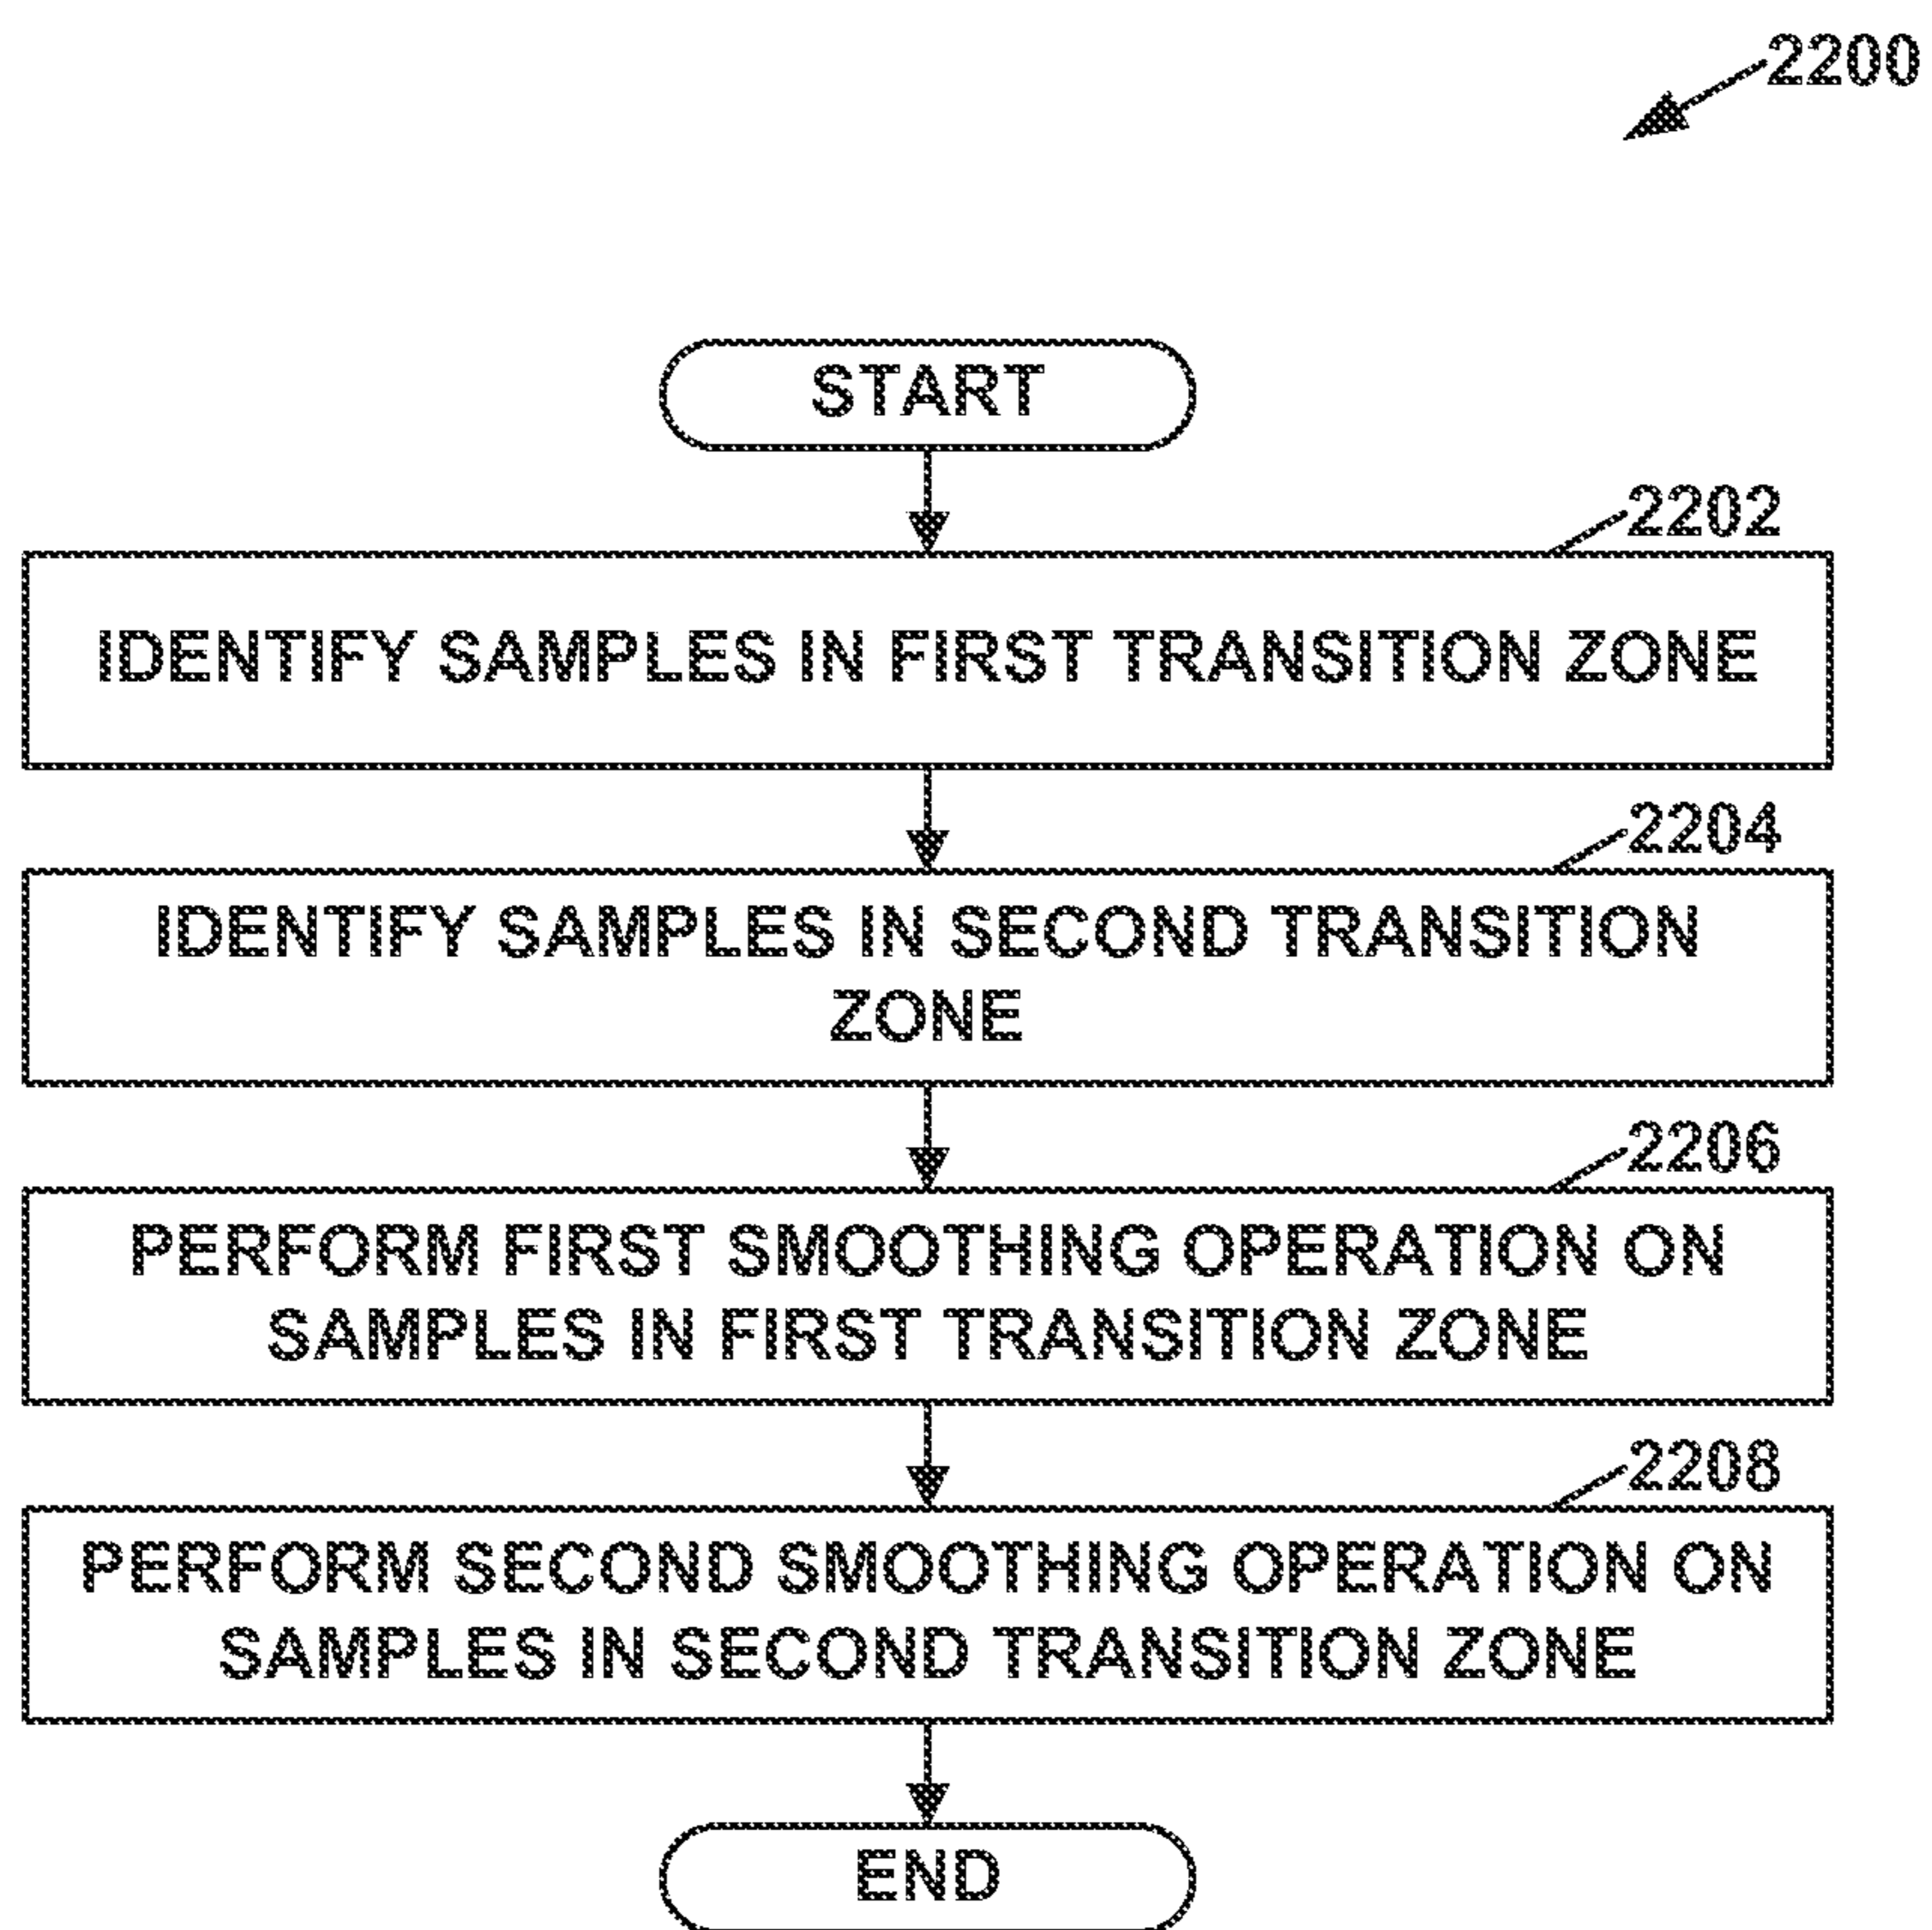 2200
START
2202
IDENTIFY SAMPLES IN FIRST TRANSITION ZONE
2204
IDENTIFY SAMPLES IN SECOND TRANSITION
ZONE
2206
PERFORM FIRST SMOOTHING OPERATION ON
SAMPLES IN FIRST TRANSITION ZONE
2208
PERFORM SECOND SMOOTHING OPERATION ON
SAMPLES IN SECOND TRANSITION ZONE
END